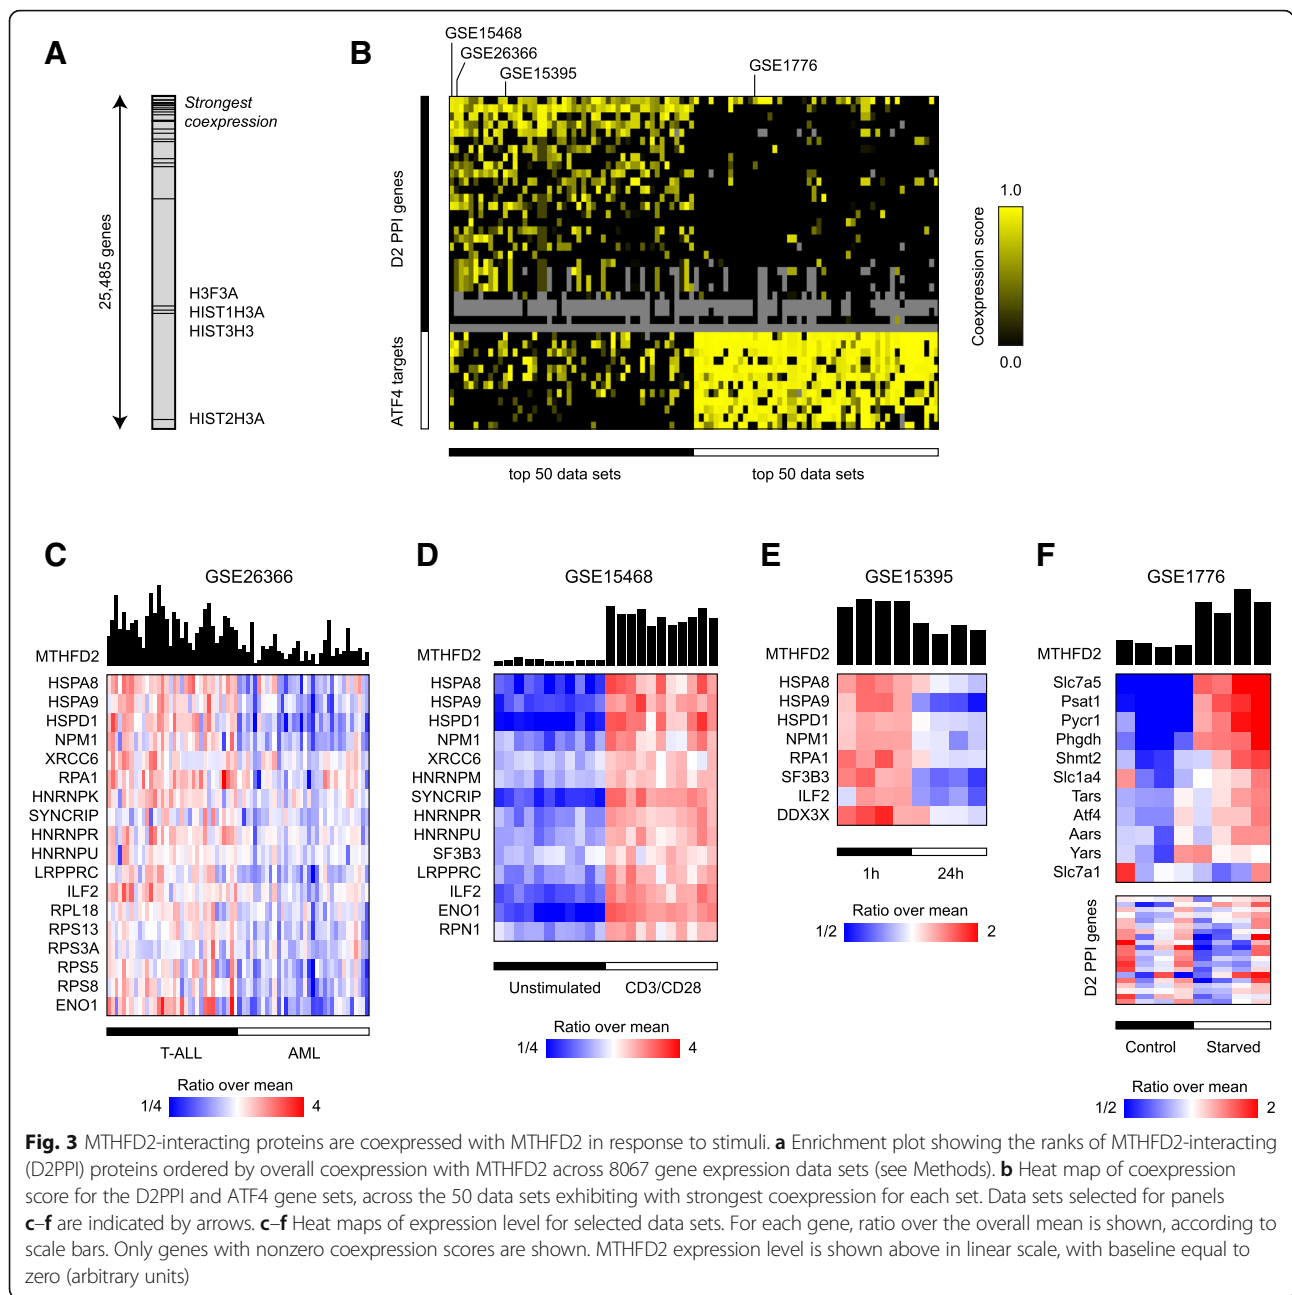 A
Strongest
coexpression
25,485 genes
H3F3A
HIST1H3A
HIST3H3
HIST2H3A
B
GSE15468
GSE26366
GSE15395
GSE1776
D2 PPI genes
ATF4 targets
top 50 data sets
top 50 data sets
Coexpression score
1.0
0.0
C
GSE26366
MTHFD2
HSPA8
HSPA9
HSPD1
NPM1
XRCC6
RPA1
HNRNPK
SYNCRIP
HNRNPR
HNRNPU
LRPPRC
ILF2
RPL18
RPS13
RPS3A
RPS5
RPS8
ENO1
T-ALL
AML
Ratio over mean
1/4
4
D
GSE15468
MTHFD2
HSPA8
HSPA9
HSPD1
NPM1
XRCC6
HNRNPM
SYNCRIP
HNRNPR
HNRNPU
SF3B3
LRPPRC
ILF2
ENO1
RPN1
Unstimulated
CD3/CD28
Ratio over mean
1/4
4
E
GSE15395
MTHFD2
HSPA8
HSPA9
HSPD1
NPM1
RPA1
SF3B3
ILF2
DDX3X
1h
24h
Ratio over mean
1/2
2
F
GSE1776
MTHFD2
Slc7a5
Psat1
Pycr1
Phgdh
Shmt2
Slc1a4
Tars
Atf4
Aars
Yars
Slc7a1
D2 PPI genes
Control
Starved
Ratio over mean
1/2
2
Fig. 3 MTHFD2-interacting proteins are coexpressed with MTHFD2 in response to stimuli. a Enrichment plot showing the ranks of MTHFD2-interacting
(D2PPI) proteins ordered by overall coexpression with MTHFD2 across 8067 gene expression data sets (see Methods). b Heat map of coexpression
score for the D2PPI and ATF4 gene sets, across the 50 data sets exhibiting with strongest coexpression for each set. Data sets selected for panels
c–f are indicated by arrows. c–f Heat maps of expression level for selected data sets. For each gene, ratio over the overall mean is shown, according to
scale bars. Only genes with nonzero coexpression scores are shown. MTHFD2 expression level is shown above in linear scale, with baseline equal to
zero (arbitrary units)